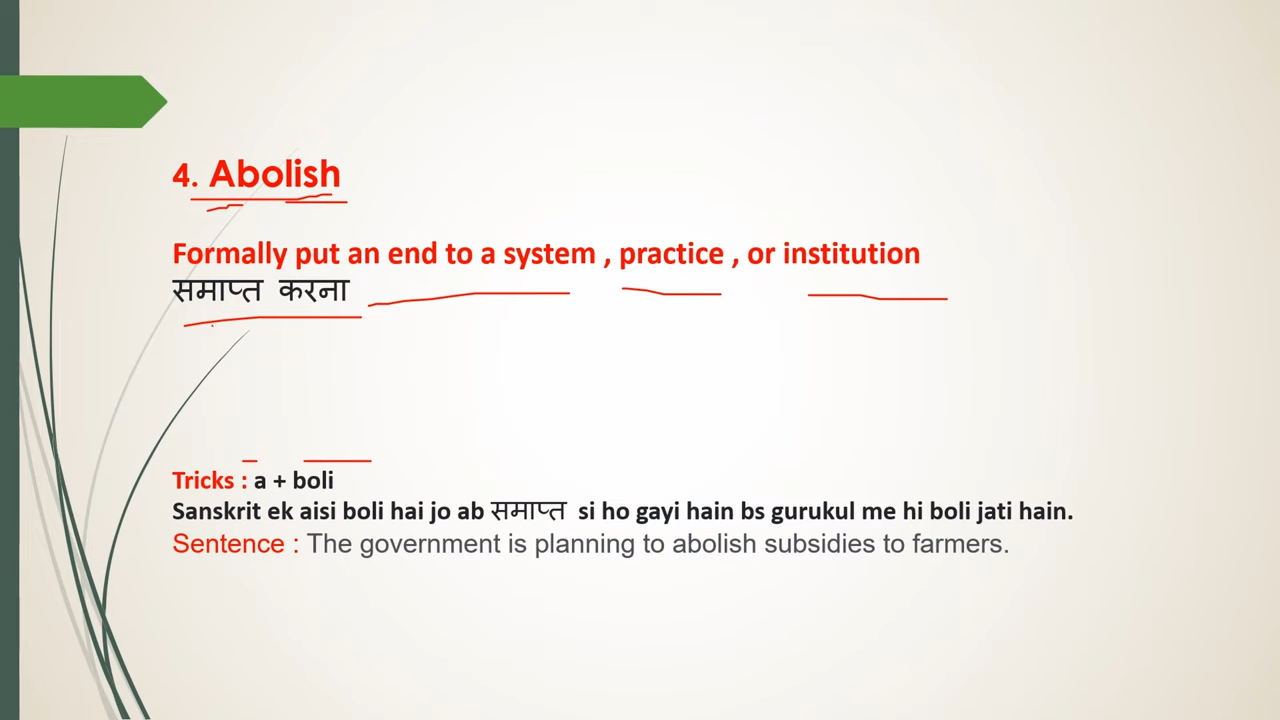 4. Abolish
Formally put an end to a system , practice , or institution
समाप्त करना
Tricks : a + boli
Sanskrit ek aisi boli hai jo ab समाप्त si ho gayi hain bs gurukul me hi boli jati hain.
Sentence : The government is planning to abolish subsidies to farmers.